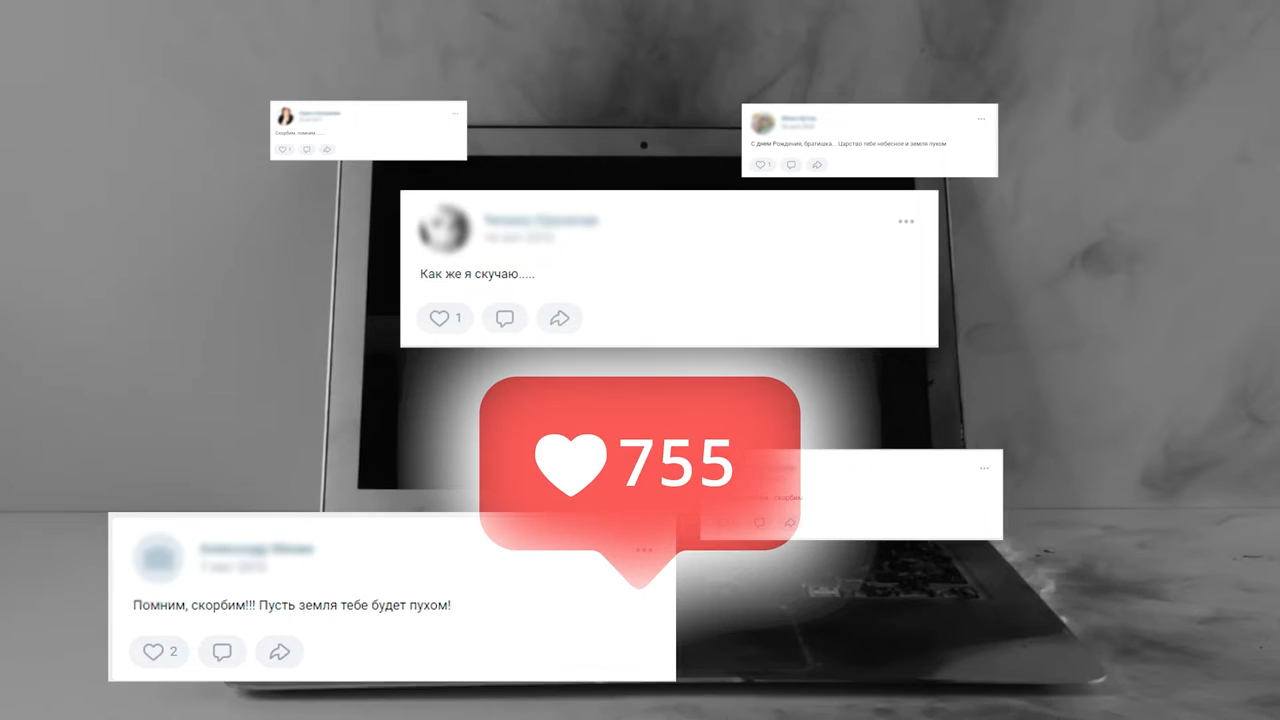 Скорбим, помним......
1
С днем Рождения, братишка... Царство тебе небесное и земля пухом
1
Как же я скучаю.....
1
755
скорбим
Помним, скорбим!!! Пусть земля тебе будет пухом!
2